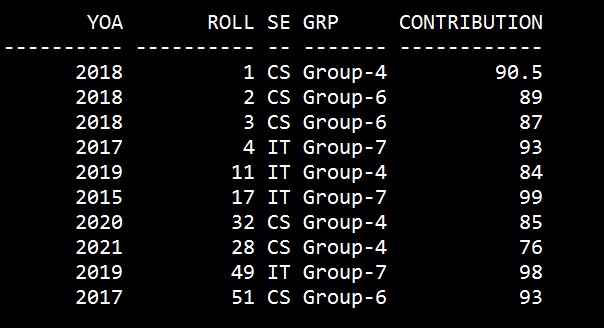 YOA       ROLL SE GRP     CONTRIBUTION
---------- ---------- -- ------- ------------
      2018          1 CS Group-4         90.5
      2018          2 CS Group-6           89
      2018          3 CS Group-6           87
      2017          4 IT Group-7           93
      2019         11 IT Group-4           84
      2015         17 IT Group-7           99
      2020         32 CS Group-4           85
      2021         28 CS Group-4           76
      2019         49 IT Group-7           98
      2017         51 CS Group-6           93